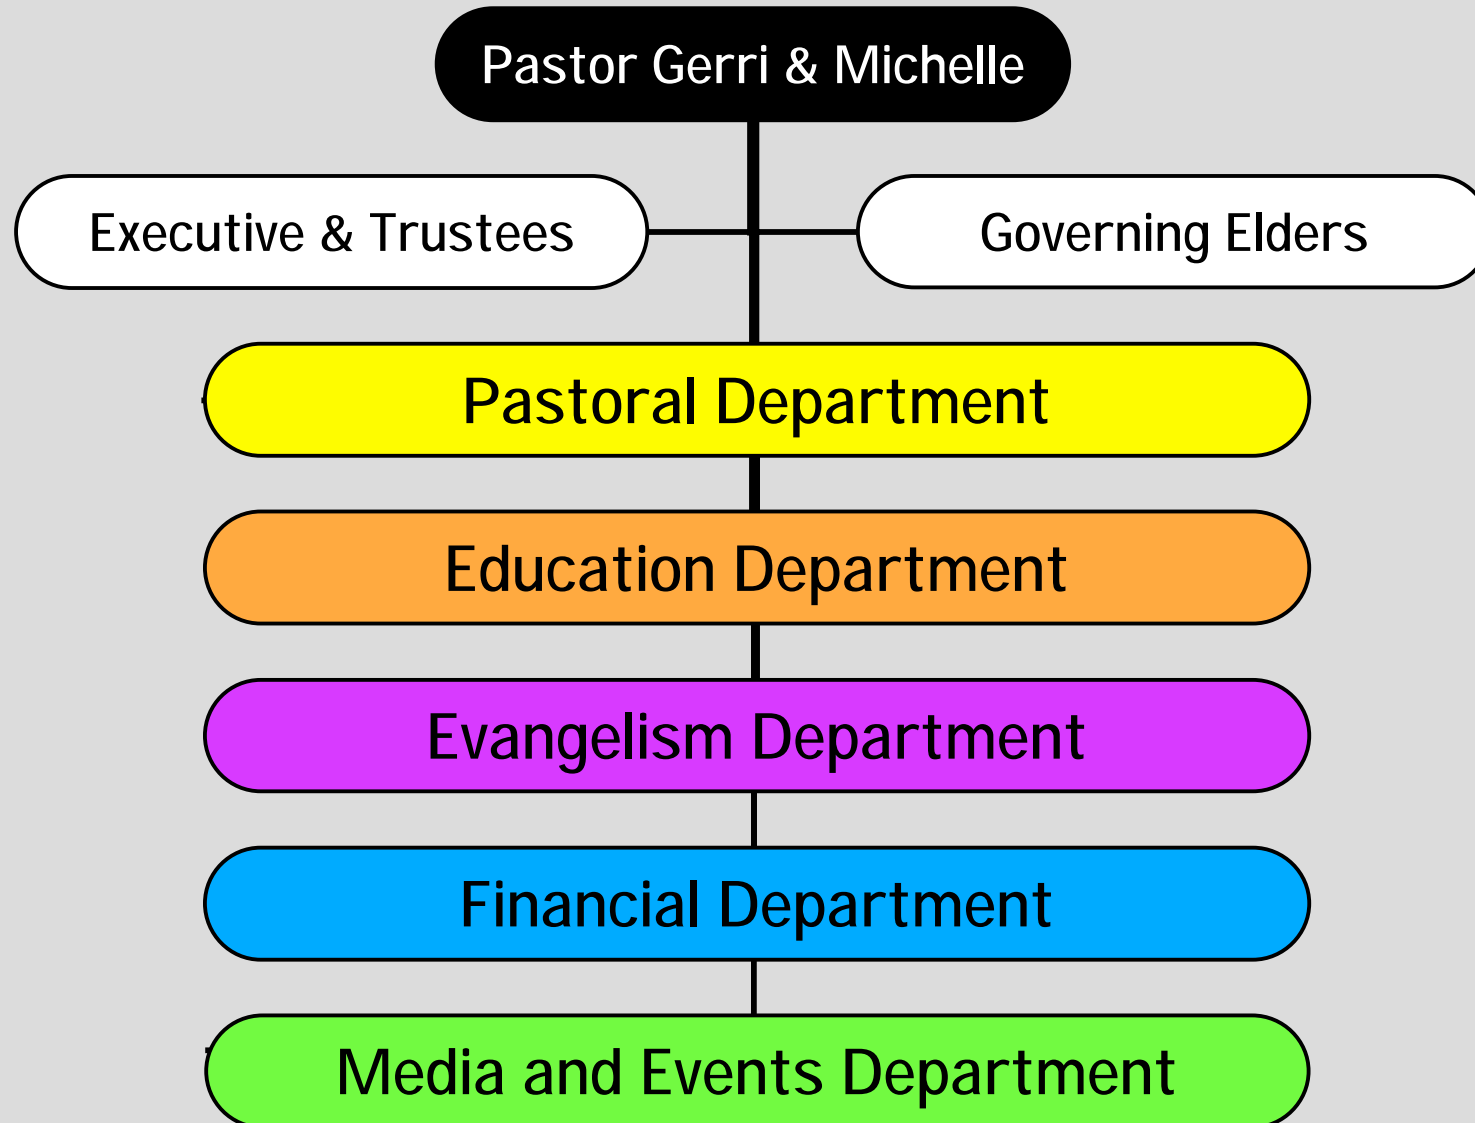 Pastor Gerri & Michelle
Executive & Trustees
Governing Elders
Pastoral Department
Education Department
Evangelism Department
Financial Department
Media and Events Department